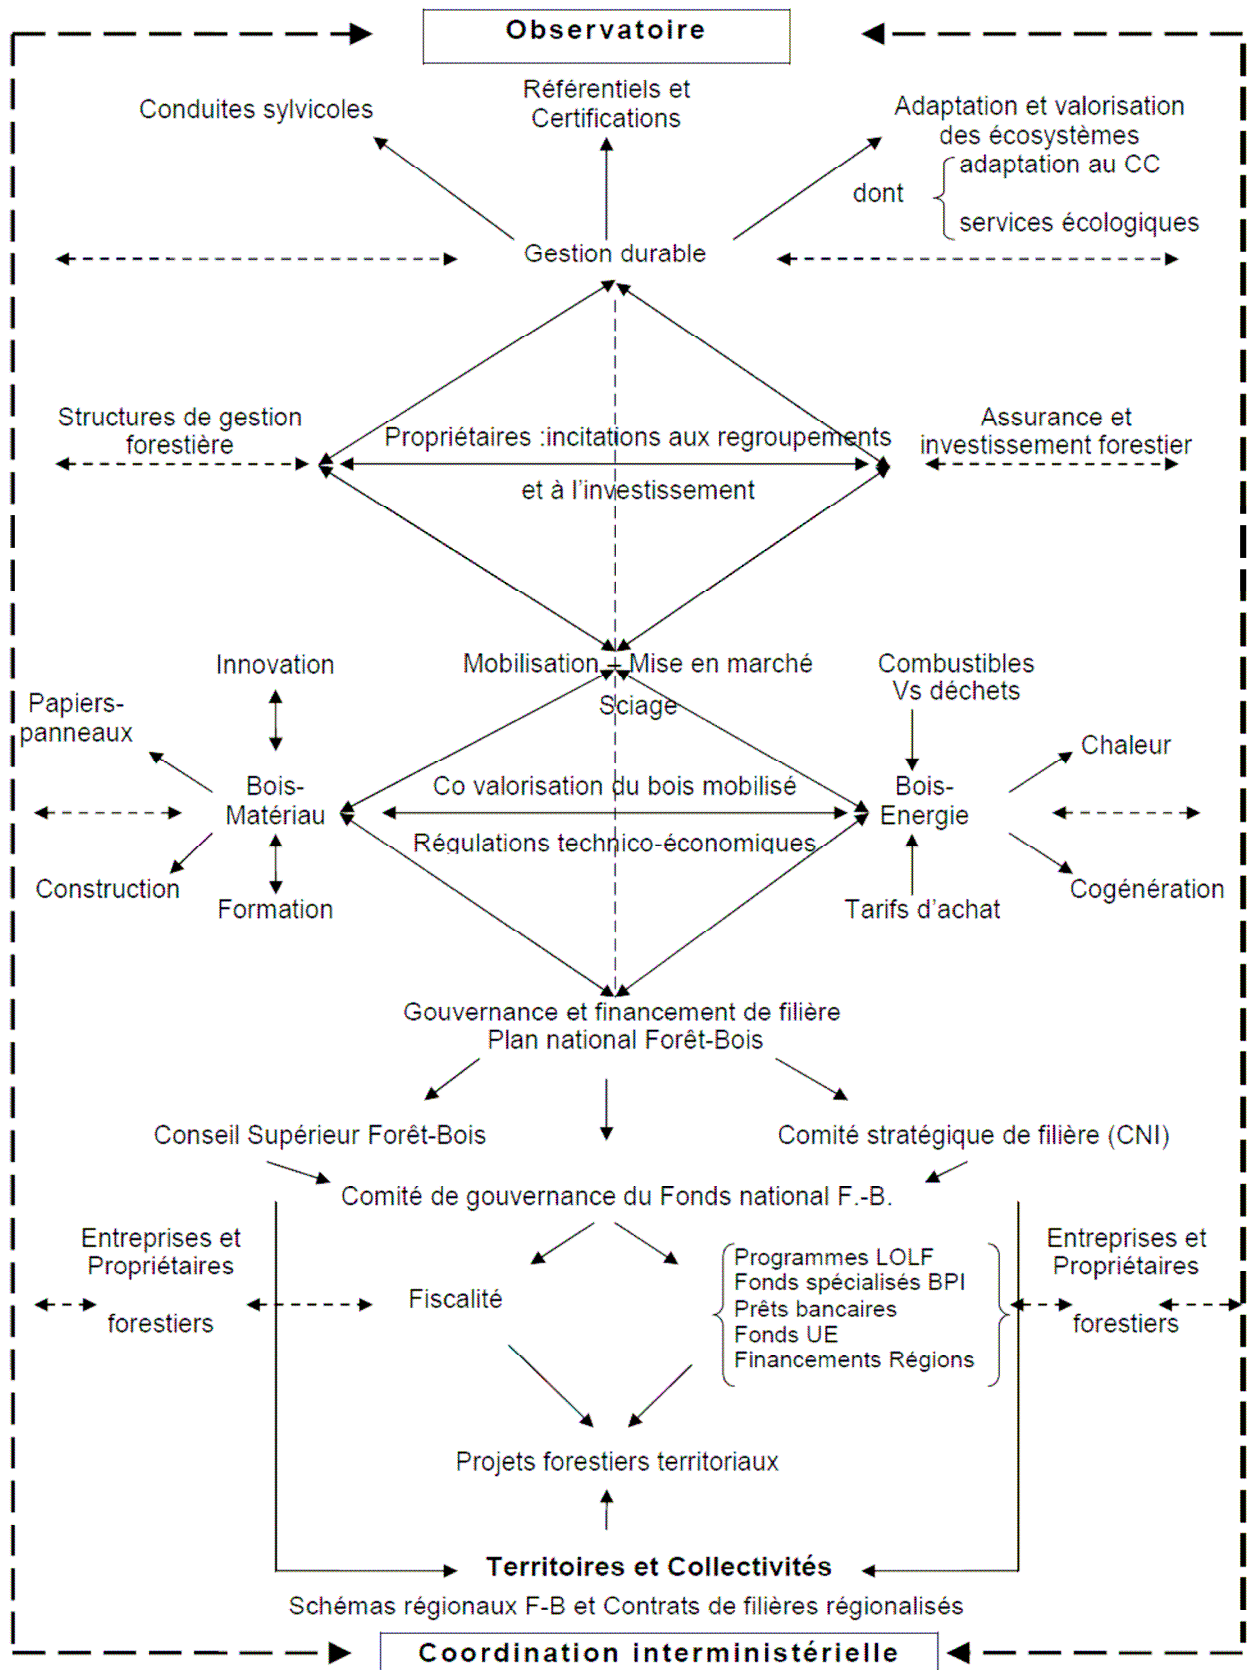 Observatoire
Référentiels et
Certifications
Conduites sylvicoles
Adaptation et valorisation
des écosystèmes
adaptation au CC
dont
services écologiques
Gestion durable
Structures de gestion
forestière
Propriétaires :incitations aux regroupements
et à l'investissement
Assurance et
investissement forestier
Innovation
Mobilisation + Mise en marché
Sciage
Combustibles
Vs déchets
Papiers-
panneaux
Chaleur
Bois-
Matériau
Co valorisation du bois mobilisé
Régulations technico-économiques
Bois-
Energie
Construction
Formation
Tarifs d'achat
Cogénération
Gouvernance et financement de filière
Plan national Forêt-Bois
Conseil Supérieur Forêt-Bois
Comité stratégique de filière (CNI)
Comité de gouvernance du Fonds national F.-B.
Entreprises et
Propriétaires
forestiers
Fiscalité
Programmes LOLF
Fonds spécialisés BPI
Prêts bancaires
Fonds UE
Financements Régions
Entreprises et
Propriétaires
forestiers
Projets forestiers territoriaux
Territoires et Collectivités
Schémas régionaux F-B et Contrats de filières régionalisés
Coordination interministérielle